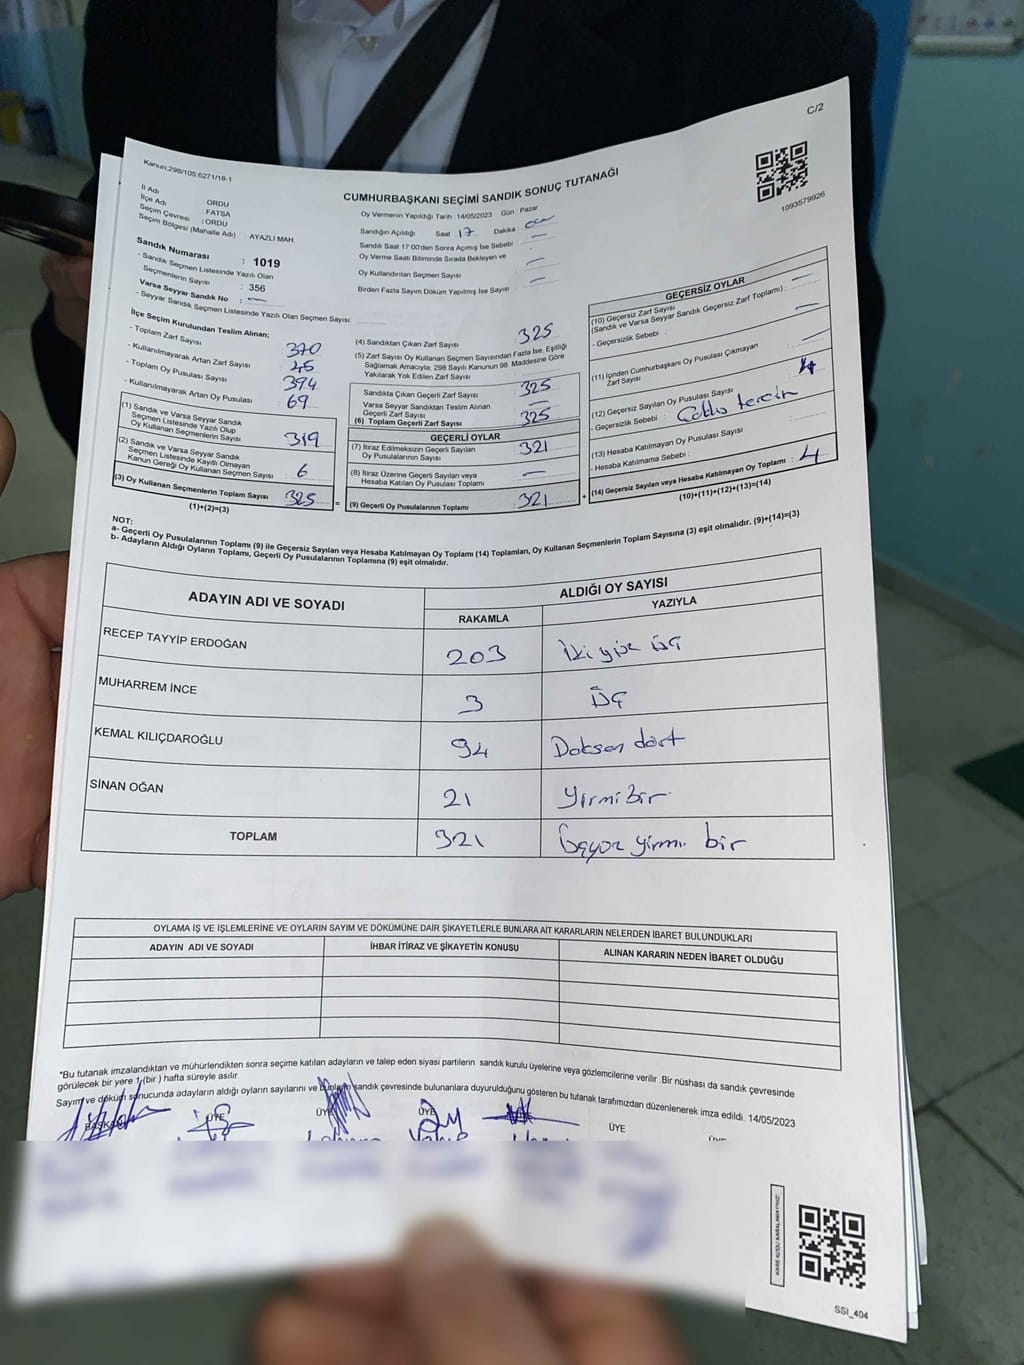 C/2
Kanun:298/105.6271/18-1
CUMHURBAŞKANI SEÇİMİ SANDIK SONUÇ TUTANAĞI
1093579926
İl Adı : ORDU
İlçe Adı : FATSA
Seçim Çevresi : ORDU
Seçim Bölgesi (Mahalle Adı) : AYAZLI MAH.
Oy Vermenin Yapıldığı Tarih :14/05/2023 Gün : Pazar
Sandığın Açıldığı Saat 17 Dakika
Sandık Saat 17:00'den Sonra Açılmış İse Sebebi : —
Oy Verme Saati Bitiminde Sırada Bekleyen ve
Oy Kullandırılan Seçmen Sayısı : —
Birden Fazla Sayım Döküm Yapılmış İse Sayısı : —
Sandık Numarası : 1019
- Sandık Seçmen Listesinde Yazılı Olan
Seçmenlerin Sayısı : 356
Varsa Seyyar Sandık No : —
- Seyyar Sandık Seçmen Listesinde Yazılı Olan Seçmen Sayısı:
İlçe Seçim Kurulundan Teslim Alınan;
- Toplam Zarf Sayısı : 370
- Kullanılmayarak Artan Zarf Sayısı : 45
- Toplam Oy Pusulası Sayısı : 394
- Kullanılmayarak Artan Oy Pusulası : 69
(1) Sandık ve Varsa Seyyar Sandık
Seçmen Listesinde Yazılı Olup
Oy Kullanan Seçmenlerin Sayısı : 319
(2) Sandık ve Varsa Seyyar Sandık
Seçmen Listesinde Kayıtlı Olmayan
Kanun Gereği Oy Kullanan Seçmen Sayısı : 6
(3) Oy Kullanan Seçmenlerin Toplam Sayısı : 325
(1)+(2)=(3)
(4) Sandıktan Çıkan Zarf Sayısı : 325
(5) Zarf Sayısı Oy Kullanan Seçmen Sayısından Fazla İse, Eşitliği
Sağlamak Amacıyla; 298 Sayılı Kanunun 98. Maddesine Göre
Yakılarak Yok Edilen Zarf Sayısı :
Sandıkta Çıkan Geçerli Zarf Sayısı : 325
Varsa Seyyar Sandıktan Teslim Alınan
Geçerli Zarf Sayısı : —
(6) Toplam Geçerli Zarf Sayısı : 325
GEÇERLİ OYLAR
(7) İtiraz Edilmeksizin Geçerli Sayılan
Oy Pusulasının Sayısı : 321
(8) İtiraz Üzerine Geçerli Sayılan veya
Hesaba Katılan Oy Pusulası Toplamı : —
(9) Geçerli Oy Pusulalarının Toplamı : 321
GEÇERSİZ OYLAR
(10) Geçersiz Zarf Sayısı
(Sandık ve Varsa Seyyar Sandık Geçersiz Zarf Toplamı) : —
- Geçersizlik Sebebi : —
(11) İçinden Cumhurbaşkanı Oy Pusulası Çıkmayan
Zarf Sayısı : —
(12) Geçersiz Sayılan Oy Pusulası Sayısı : 4
- Geçersizlik Sebebi : Çoklu tercih
(13) Hesaba Katılmayan Oy Pusulası Sayısı :
- Hesaba Katılmama Sebebi :
(14) Geçersiz Sayılan veya Hesaba Katılmayan Oy Toplamı : 4
(10)+(11)+(12)+(13)=(14)
NOT:
a- Geçerli Oy Pusulalarının Toplamı (9) ile Geçersiz Sayılan veya Hesaba Katılmayan Oy Toplamı (14) Toplamları, Oy Kullanan Seçmenlerin Toplam Sayısına (3) eşit olmalıdır. (9)+(14)=(3)
b- Adayların Aldığı Oyların Toplamı, Geçerli Oy Pusulalarının Toplamına (9) eşit olmalıdır.
ADAYIN ADI VE SOYADI ALDIĞI OY SAYISI
RAKAMLA YAZIYLA
RECEP TAYYİP ERDOĞAN 203 İki yüz üç
MUHARREM İNCE 3 Üç
KEMAL KILIÇDAROĞLU 94 Doksan dört
SİNAN OĞAN 21 Yirmi bir
TOPLAM 321 Üçyüz yirmi bir
OYLAMA İŞ VE İŞLEMLERİNE VE OYLARIN SAYIM VE DÖKÜMÜNE DAİR ŞİKAYETLERLE BUNLARA AİT KARARLARIN NELERDEN İBARET BULUNDUKLARI
ADAYIN ADI VE SOYADI İHBAR İTİRAZ VE ŞİKAYETİN KONUSU ALINAN KARARIN NEDEN İBARET OLDUĞU
*Bu tutanak imzalandıktan ve mühürlendikten sonra seçime katılan adayların ve talep eden siyasi partilerin sandık kurulu üyelerine veya gözlemcilerine verilir .Bir nüshası da sandık çevresinde
görülecek bir yere 1 (bir ) hafta süreyle asılır.
Sayım ve döküm sonucunda adayların aldığı oyların sayılarını ve bunların sandık çevresinde bulunanlara duyurulduğunu gösteren bu tutanak tarafımızdan düzenlenerek imza edildi. 14/05/2023
BAŞKAN ÜYE ÜYE ÜYE ÜYE
KARE KODU KARALAMAYINIZ!
SSI_404